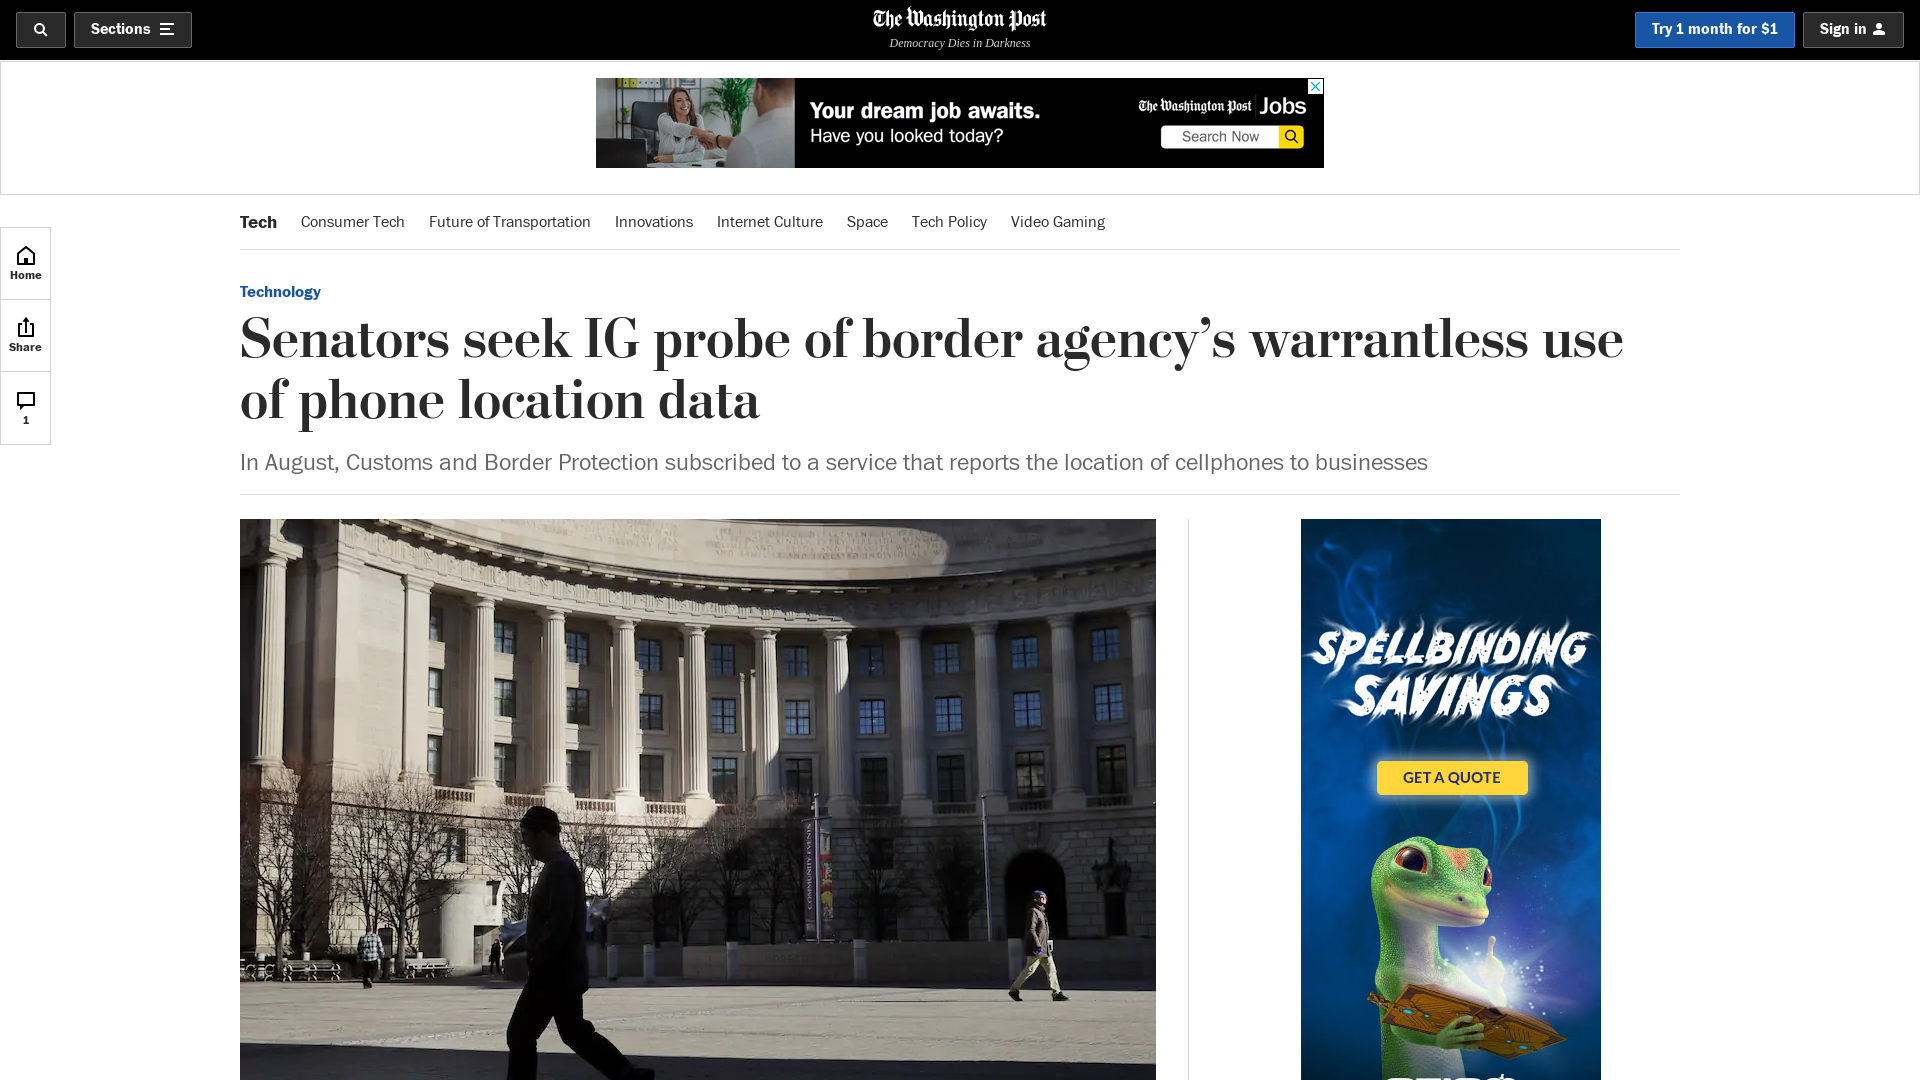 Sections
The Washington Post
Democracy Dies in Darkness
Try 1 month for $1
Sign in
Your dream job awaits.
Have you looked today?
The Washington Post Jobs
Search Now
Tech
Consumer Tech
Future of Transportation
Innovations
Internet Culture
Space
Tech Policy
Video Gaming
Home
Share
1
Technology
Senators seek IG probe of border agency’s warrantless use
of phone location data
In August, Customs and Border Protection subscribed to a service that reports the location of cellphones to businesses
COMMUNITY EVENTS
SPELLBINDING
SAVINGS
GET A QUOTE